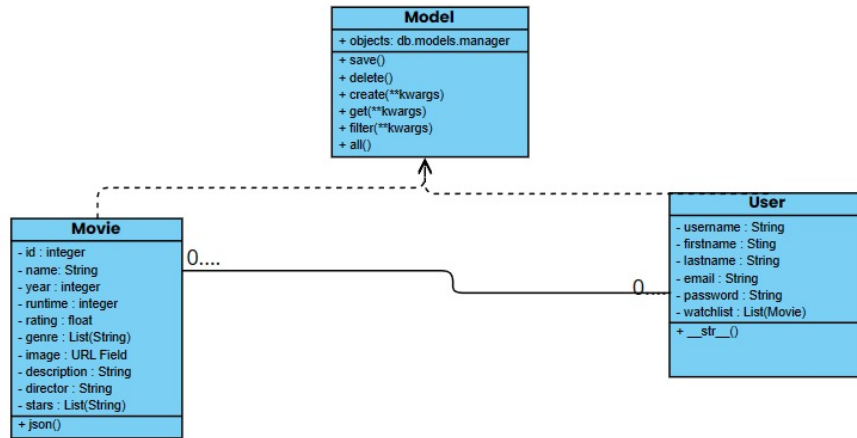 Model
+ objects: db.models.manager
+ save()
+ delete()
+ create(**kwargs)
+ get(**kwargs)
+ filter(**kwargs)
+ all()
Movie
- id : integer
- name: String
- year : integer
- runtime : integer
- rating : float
- genre : List(String)
- image : URL Field
- description : String
- director : String
- stars : List(String)
+ json()
0....
0....
User
- username : String
- firstname : Sting
- lastname : String
- email : String
- password : String
- watchlist : List(Movie)
+ __str__()